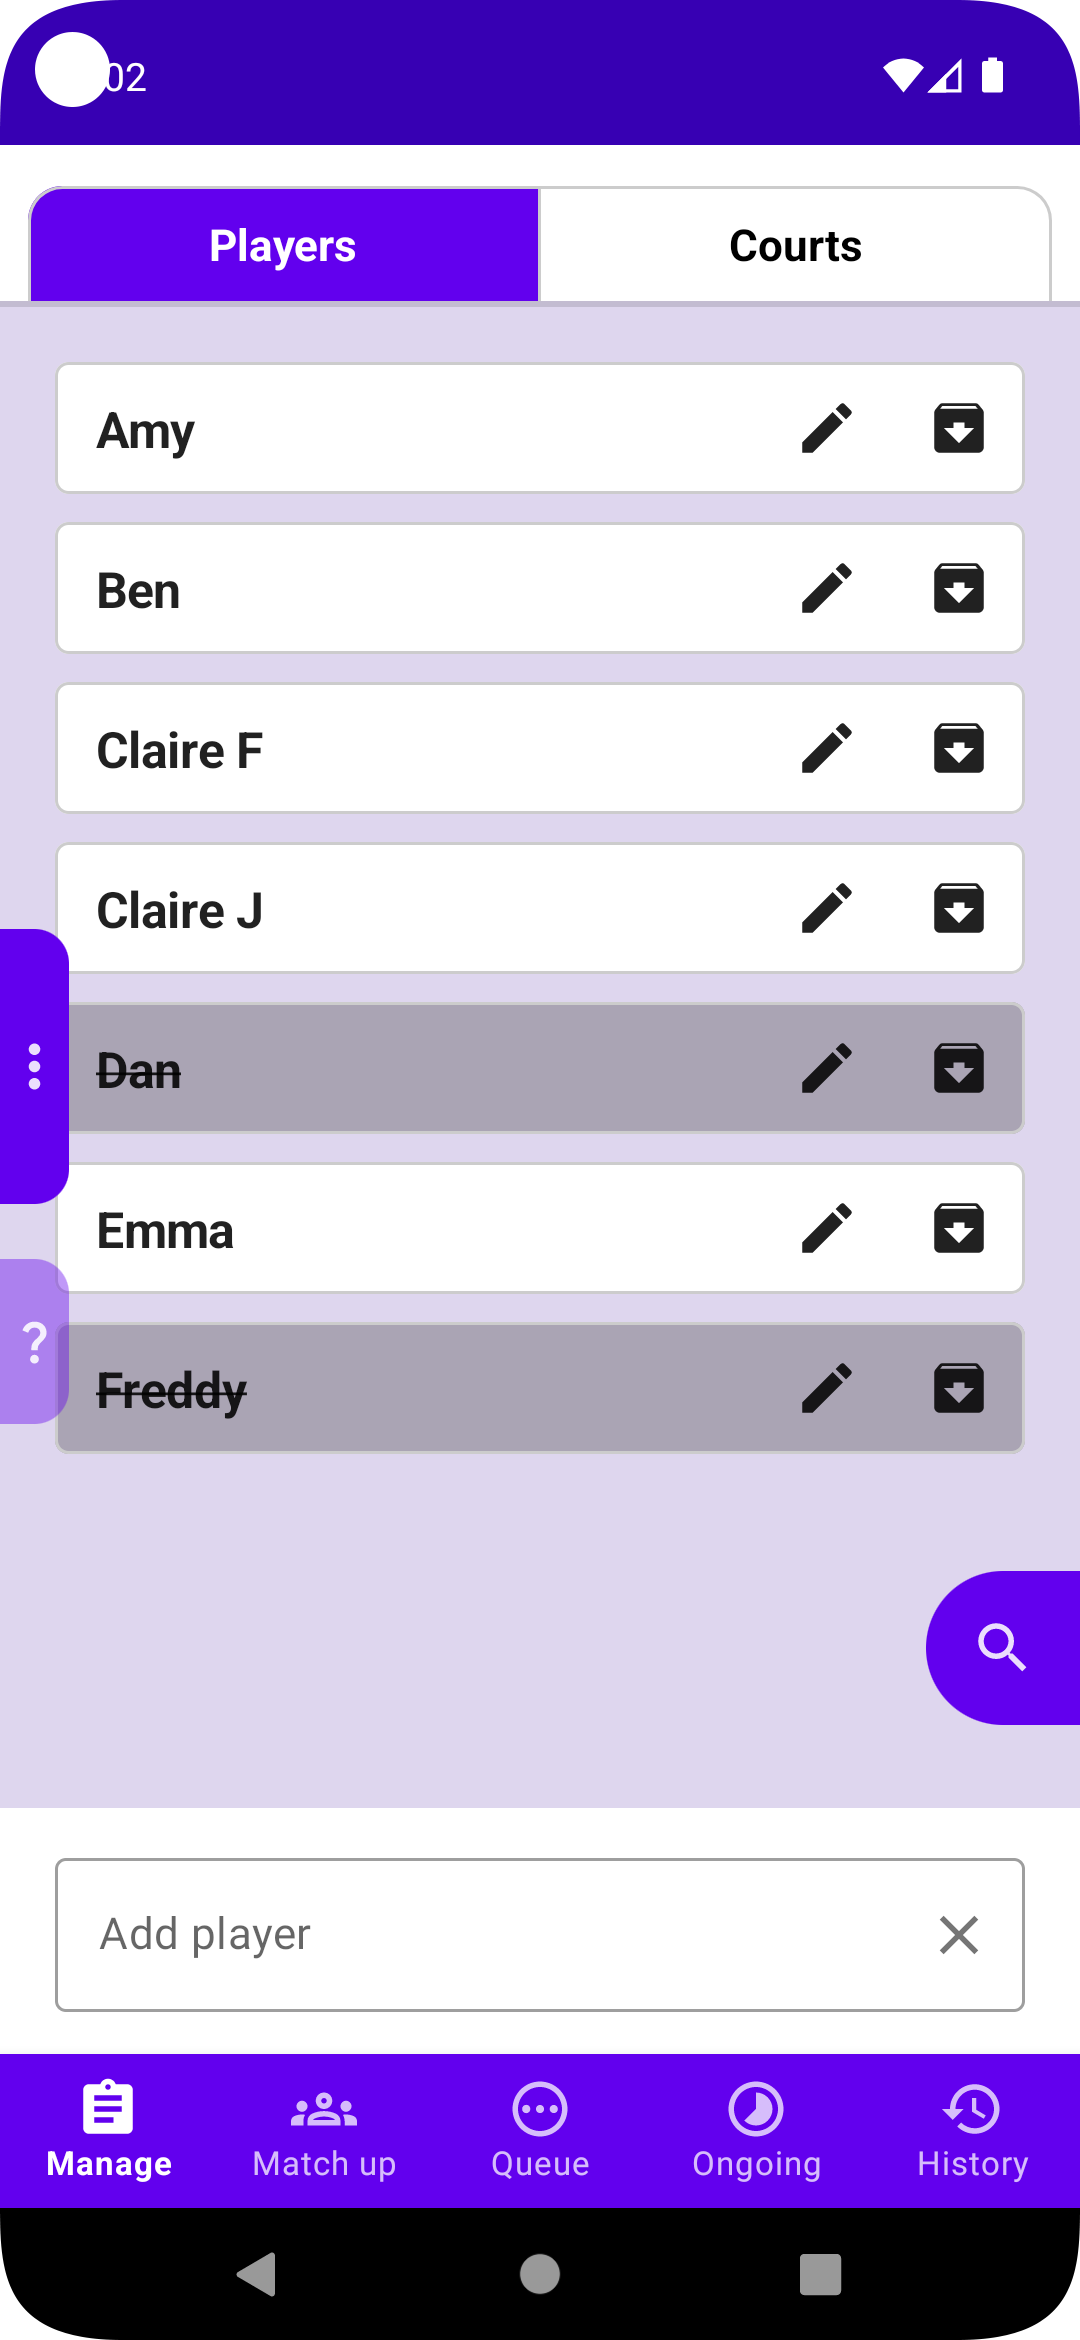 02
Players Courts
Amy
Ben
Claire F
Claire J
Dan
Emma
?
Freddy
Add player
Manage Match up Queue Ongoing History